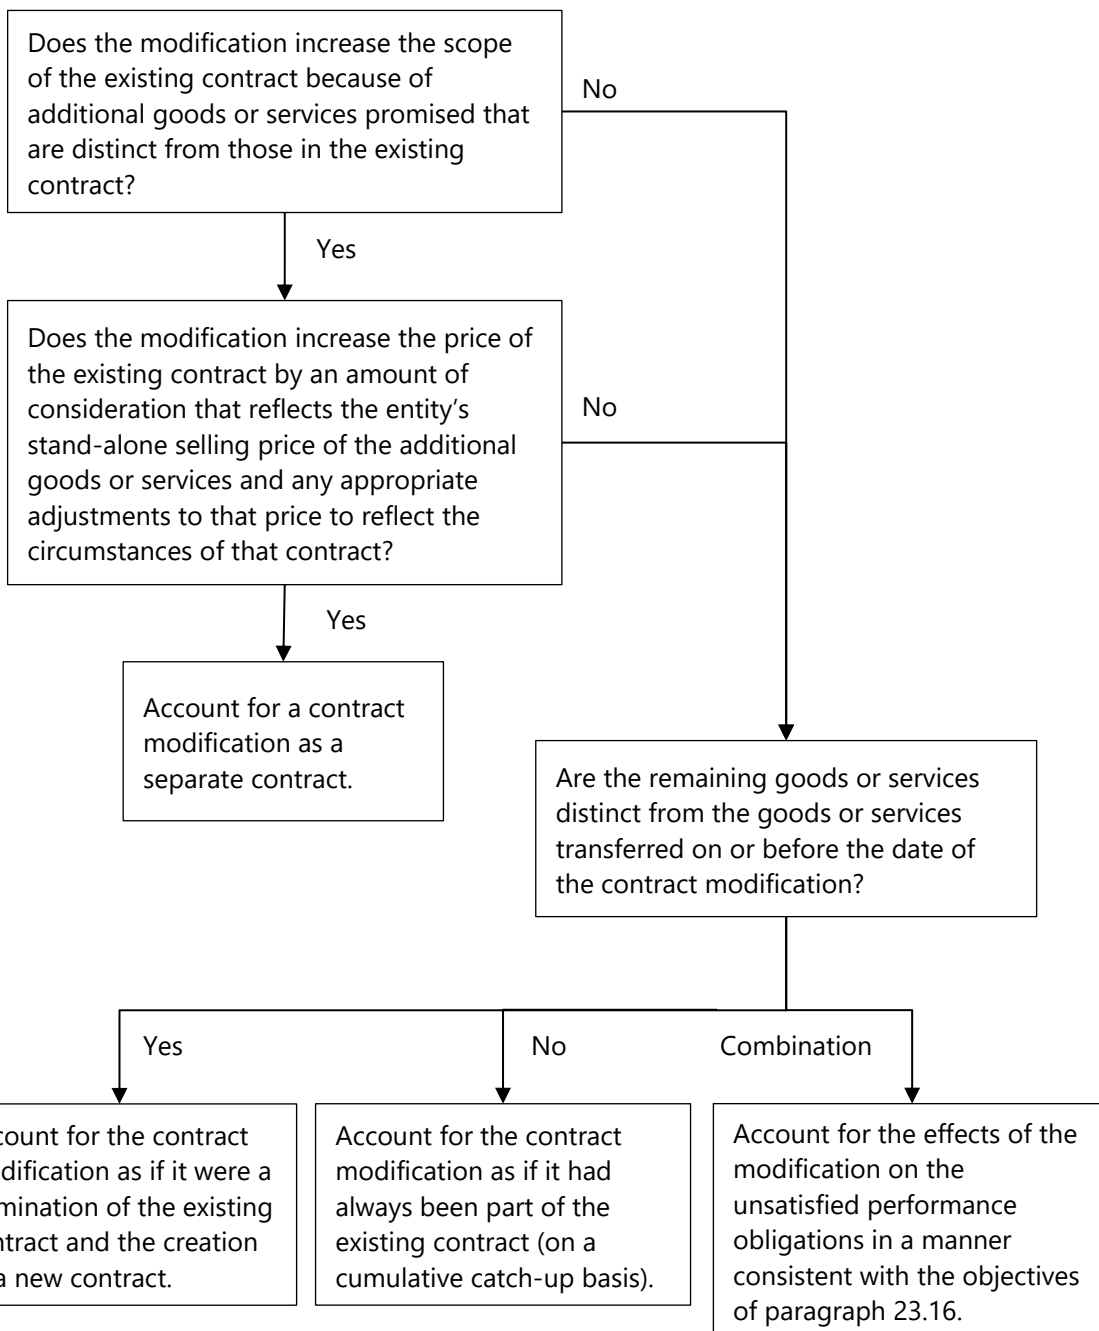 Does the modification increase the scope
of the existing contract because of
additional goods or services promised that
are distinct from those in the existing
contract?
No
Yes
Does the modification increase the price of
the existing contract by an amount of
consideration that reflects the entity’s
stand-alone selling price of the additional
goods or services and any appropriate
adjustments to that price to reflect the
circumstances of that contract?
No
Yes
Account for a contract
modification as a
separate contract.
Are the remaining goods or services
distinct from the goods or services
transferred on or before the date of
the contract modification?
Yes
No
Combination
count for the contract
dification as if it were a
mination of the existing
ntract and the creation
a new contract.
Account for the contract
modification as if it had
always been part of the
existing contract (on a
cumulative catch-up basis).
Account for the effects of the
modification on the
unsatisfied performance
obligations in a manner
consistent with the objectives
of paragraph 23.16.